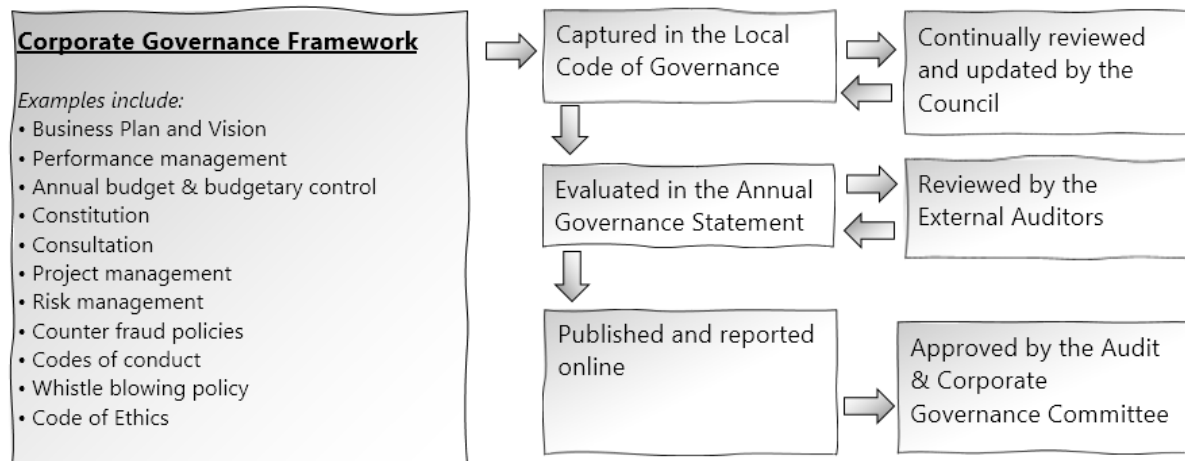 Corporate Governance Framework
Examples include:
• Business Plan and Vision
• Performance management
• Annual budget & budgetary control
• Constitution
• Consultation
• Project management
• Risk management
• Counter fraud policies
• Codes of conduct
• Whistle blowing policy
• Code of Ethics
Captured in the Local
Code of Governance
Continually reviewed
and updated by the
Council
Evaluated in the Annual
Governance Statement
Reviewed by the
External Auditors
Published and reported
online
Approved by the Audit
& Corporate
Governance Committee